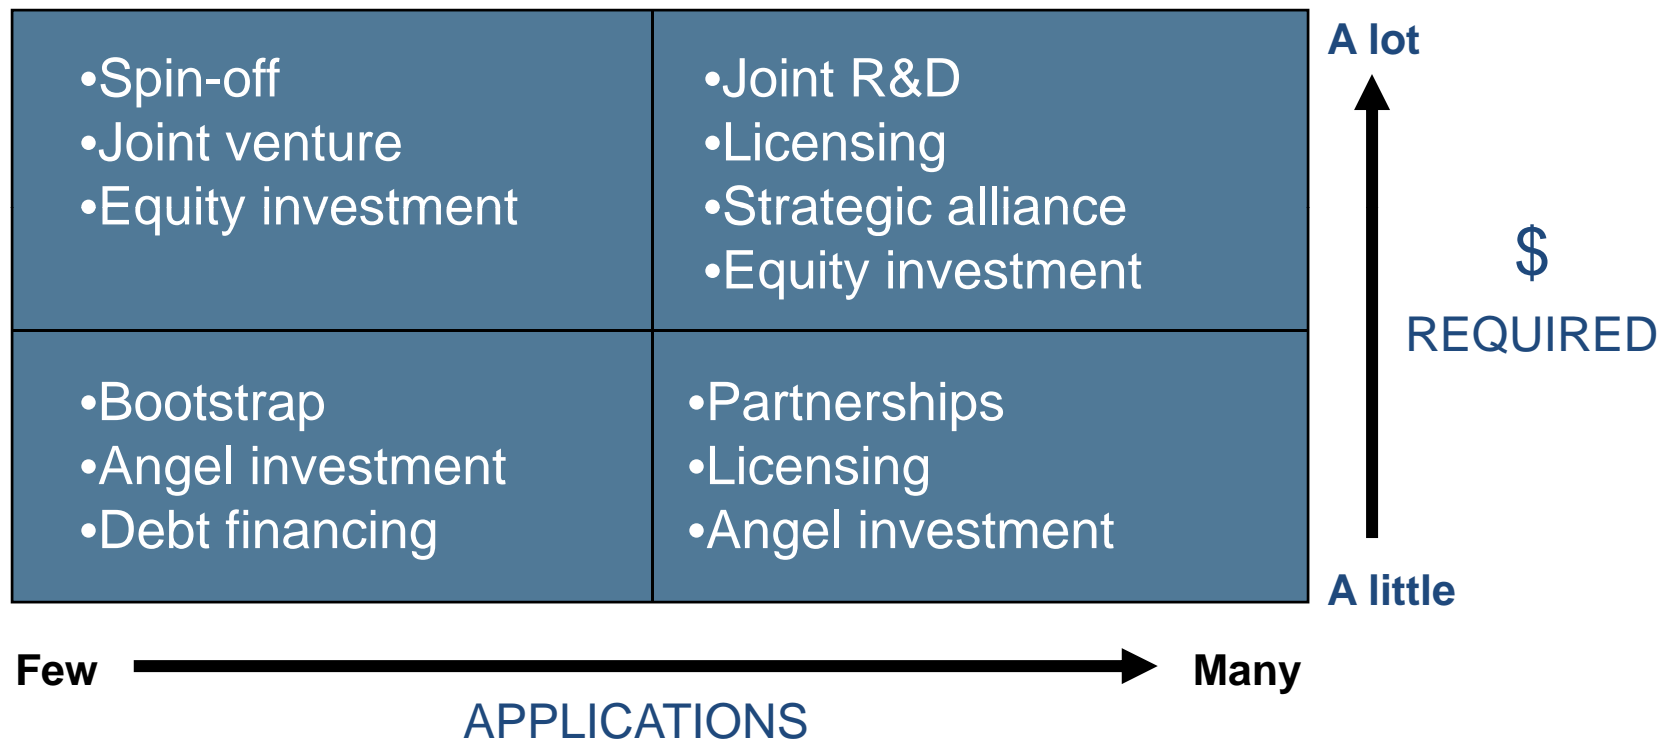 •Spin-off
•Joint venture
•Equity investment
•Joint R&D
•Licensing
•Strategic alliance
•Equity investment
•Bootstrap
•Angel investment
•Debt financing
•Partnerships
•Licensing
•Angel investment
A lot
$
REQUIRED
A little
Few
Many
APPLICATIONS